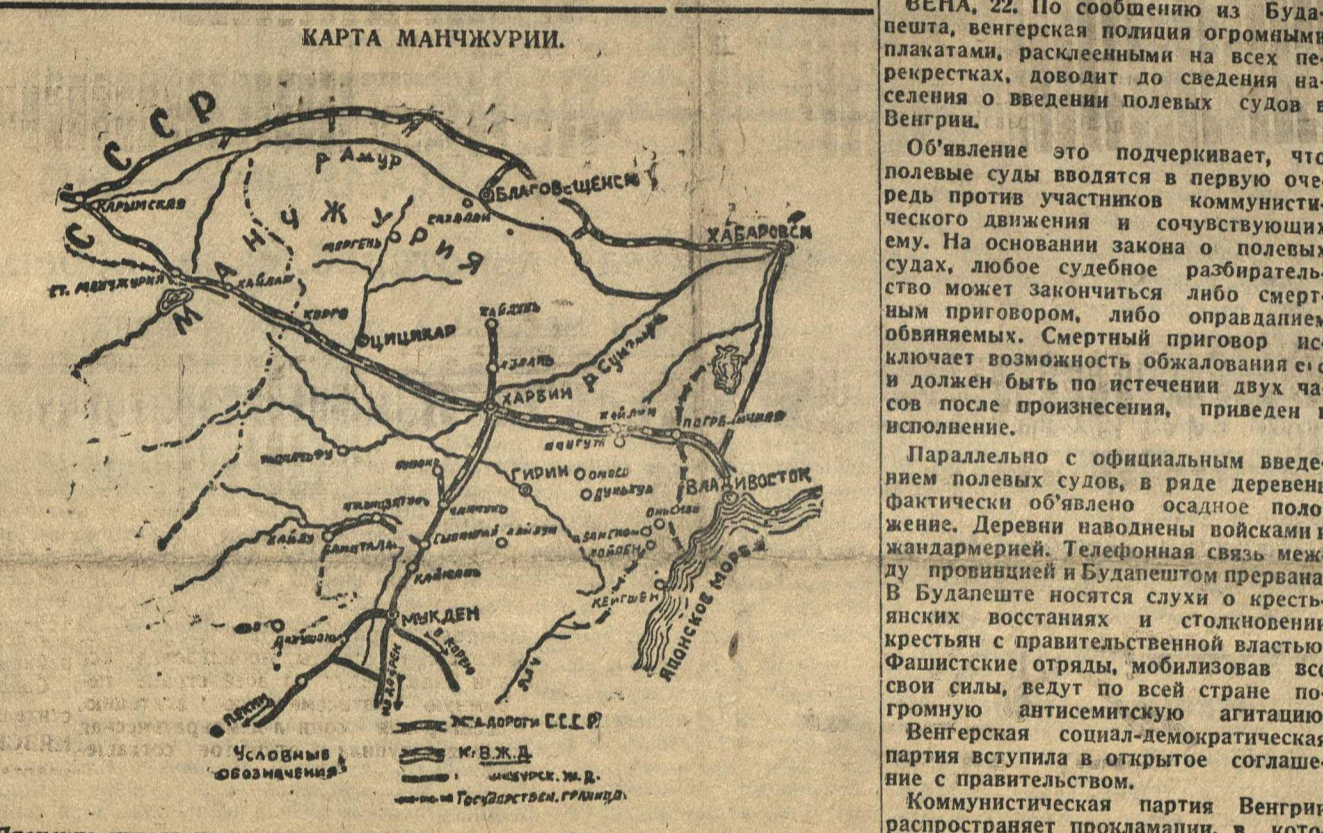 КАРТА МАНЧЖУРИИ.
СССР
р Амур
БЛАГОВѢЩЕНСК
КАРЫМСКАЯ
МАНЧЖУРИЯ
МЕРГЕНЬ
ХАБАРОВСК
СТ. МАНЧЖУРИЯ
ХАЙЛАР
ЦИЦИКАР
ХАРБИН
р Сунгари
ГИРИН
ОМОСО
ВЛАДИВОСТОК
МУКДЕН
В КОРЕЮ
ЯПОНСКОЕ МОРЕ
ЯЛУ
Ж.Д. ДОРОГИ С.С.С.Р.
К.В.Ж.Д
УСЛОВНЫЕ
ОБОЗНАЧЕНИЯ
ГОСУДАРСТВЕН. ГРАНИЦА
ВЕНА, 22. По сообщению из Буда-
пешта, венгерская полиция огромными
плакатами, расклеенными на всех пе-
рекрестках, доводит до сведения на-
селения о введении полевых судов в
Венгрии.
Об'явление это подчеркивает, что
полевые суды вводятся в первую оче-
редь против участников коммунисти-
ческого движения и сочувствующих
ему. На основании закона о полевых
судах, любое судебное разбиратель-
ство может закончиться либо смерт-
ным приговором, либо оправданием
обвиняемых. Смертный приговор ис-
ключает возможность обжалования
и должен быть по истечении двух ча-
сов после произнесения, приведен в
исполнение.
Параллельно с официальным введе-
нием полевых судов, в ряде деревень
фактически об'явлено осадное поло-
жение. Деревни наводнены войсками и
жандармерией. Телефонная связь меж-
ду провинцией и Будапештом прервана.
В Будапеште носятся слухи о кресть-
янских восстаниях и столкновении
крестьян с правительственной властью.
Фашистские отряды, мобилизовав все
свои силы, ведут по всей стране по-
громную антисемитскую агитацию.
Венгерская социал-демократическая
партия вступила в открытое соглаше-
ние с правительством.
Коммунистическая партия Венгрии
распространяет прокламации, в кото-